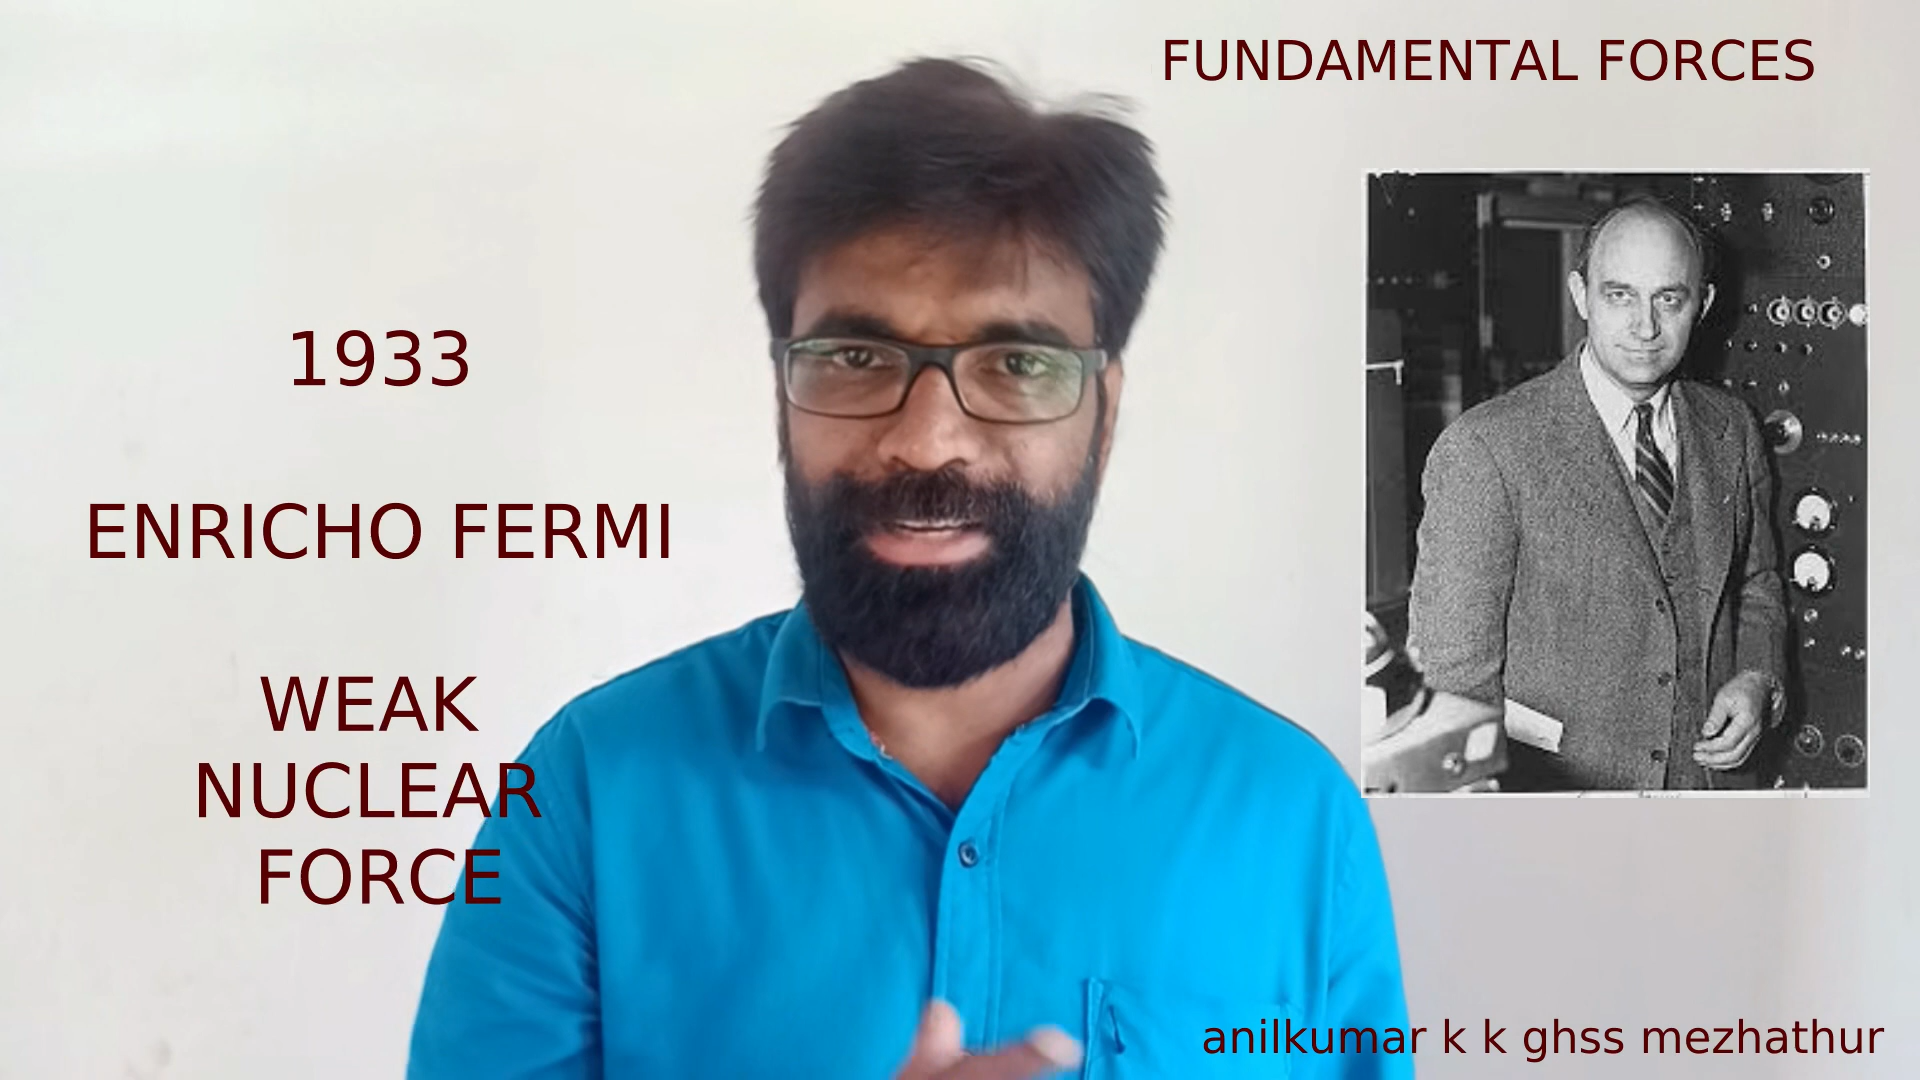 FUNDAMENTAL FORCES
1933
ENRICHO FERMI
WEAK
NUCLEAR
FORCE
anilkumar k k ghss mezhathur